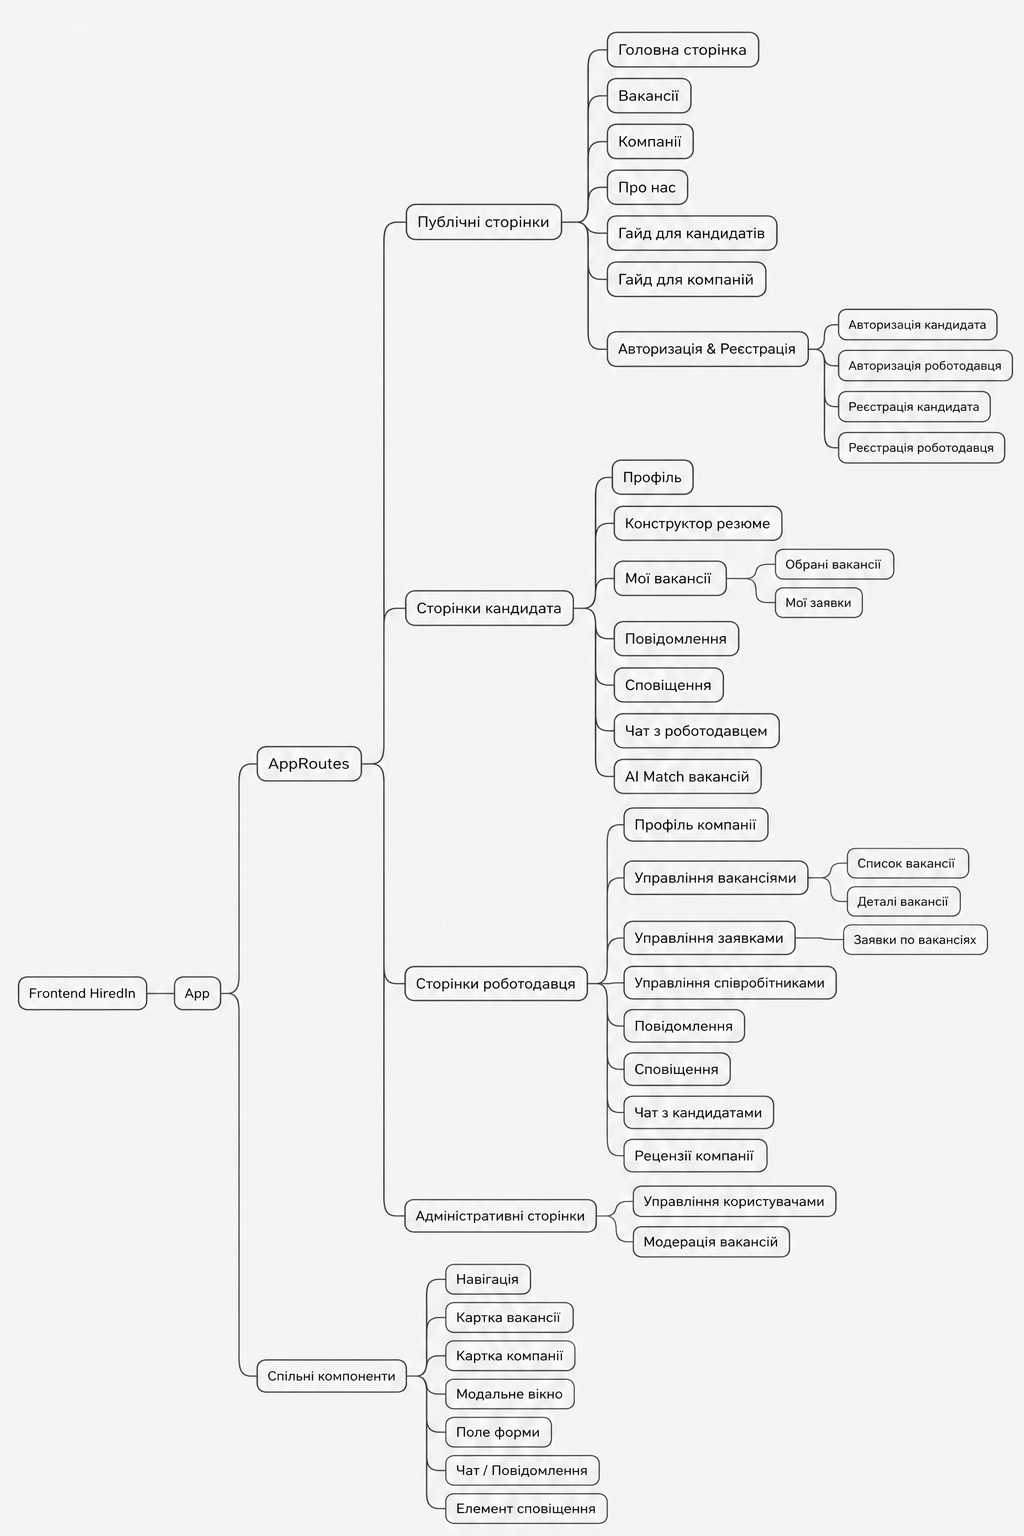 Frontend HiredIn
App
AppRoutes
Публічні сторінки
Головна сторінка
Вакансії
Компанії
Про нас
Гайд для кандидатів
Гайд для компаній
Авторизація & Реєстрація
Авторизація кандидата
Авторизація роботодавця
Реєстрація кандидата
Реєстрація роботодавця
Сторінки кандидата
Профіль
Конструктор резюме
Мої вакансії
Обрані вакансії
Мої заявки
Повідомлення
Сповіщення
Чат з роботодавцем
AI Match вакансій
Сторінки роботодавця
Профіль компанії
Управління вакансіями
Список вакансії
Деталі вакансії
Управління заявками
Заявки по вакансіях
Управління співробітниками
Повідомлення
Сповіщення
Чат з кандидатами
Рецензії компанії
Адміністративні сторінки
Управління користувачами
Модерація вакансій
Спільні компоненти
Навігація
Картка вакансії
Картка компанії
Модальне вікно
Поле форми
Чат / Повідомлення
Елемент сповіщення